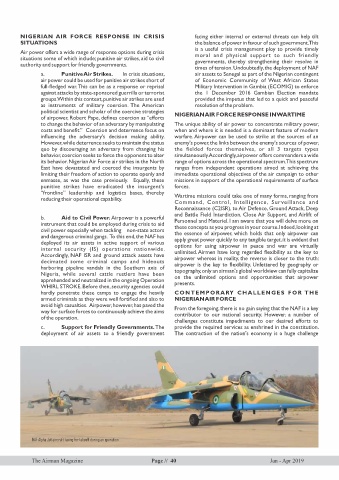 NIGERIAN AIR FORCE RESPONSE IN CRISIS
SITUATIONS
Air power offers a wide range of response options during crisis
situations some of which include; punitive air strikes, aid to civil
authority and support for friendly governments.
a. Punitive Air Strikes. In crisis situations,
air power could be used for punitive air strikes short of
full-fledged war. This can be as a response or reprisal
against attacks by state-sponsored guerrilla or terrorist
groups. Within this contest, punitive air strikes are used
as instruments of military coercion. The American
political scientist and scholar of the coercive strategies
of airpower, Robert Pape, defines coercion as "efforts
to change the behavior of an adversary by manipulating
costs and benefit." Coercion and deterrence focus on
influencing the adversary's decision making ability.
However, while deterrence seeks to maintain the status
quo by discouraging an adversary from changing his
behavior, coercion seeks to force the opponent to alter
its behavior. Nigerian Air Force air strikes in the North
East have devastated and coerced the insurgents by
limiting their freedom of action to operate openly and
enmass, as was the case previously. Equally, these
punitive strikes have eradicated the insurgent's
"frontline" leadership and logistics bases, thereby
reducing their operational capability.
b. Aid to Civil Power. Airpower is a powerful
instrument that could be employed during crisis to aid
civil power especially when tackling non-state actors
and dangerous criminal gangs. To this end, the NAF has
deployed its air assets in active support of various
internal security (IS) operations nationwide.
Accordingly, NAF ISR and ground attack assets have
decimated some criminal camps and hideouts
harboring pipeline vandals in the Southern axis of
Nigeria, while several cattle rustlers have been
apprehended and neutralized in the ongoing Operation
WHIRL STROKE. Before then, security agencies could
hardly penetrate these camps to engage the heavily
armed criminals as they were well fortified and also to
avoid high casualties. Airpower, however, has paved the
way for surface forces to continuously achieve the aims
of the operation.
c. Support for Friendly Governments. The
deployment of air assets to a friendly government
facing either internal or external threats can help tilt
the balance of power in favour of such government. This
is a useful crisis management ploy to provide timely
moral and physical support to such friendly
governments, thereby strengthening their resolve in
times of tension. Undoubtedly, the deployment of NAF
air assets to Senegal as part of the Nigerian contingent
of Economic Community of West African States
Military Intervention in Gambia (ECOMIG) to enforce
the 1 December 2016 Gambian Election mandate
provided the impetus that led to a quick and peaceful
resolution of the problem.
NIGERIAN AIR FORCE RESPONSE IN WARTIME
The unique ability of air power to concentrate military power,
when and where it is needed is a dominant feature of modern
warfare. Airpower can be used to strike at the sources of an
enemy's power, the links between the enemy's sources of power,
the fielded forces themselves, or all 3 targets types
simultaneously. Accordingly, airpower offers commanders a wide
range of options across the operational spectrum. This spectrum
ranges from independent operations aimed at achieving the
immediate operational objectives of the air campaign to other
missions in support of the operational requirements of surface
forces.
Wartime missions could take one of many forms, ranging from
Command, Control, Intelligence, Surveillance and
Reconnaissance (C2ISR), to Air Defence, Ground Attack, Deep
and Battle Field Interdiction, Close Air Support, and Airlift of
Personnel and Materiel. I am aware that you will delve more on
these concepts as you progress in your course. Indeed, looking at
the essence of airpower, which holds that only airpower can
apply great power quickly to any tangible target, it is evident that
options for using airpower in peace and war are virtually
unlimited. Armies long regarded flexibility as the key to
airpower whereas in reality, the reverse is closer to the truth;
airpower is the key to flexibility. Unfettered by geography or
topography, only an airman's global worldview can fully capitalize
on the unlimited options and opportunities that airpower
presents.
CONTEMPORARY CHALLENGES FOR THE
NIGERIAN AIR FORCE
From the foregoing, there is no gain saying that the NAF is a key
contributor to our national security. However, a number of
challenges constitute impediments to our desired efforts to
provide the required services as enshrined in the constitution.
The contraction of the nation's economy is a huge challenge
The Airman Magazine
Page // 40
Jan - Apr 2019